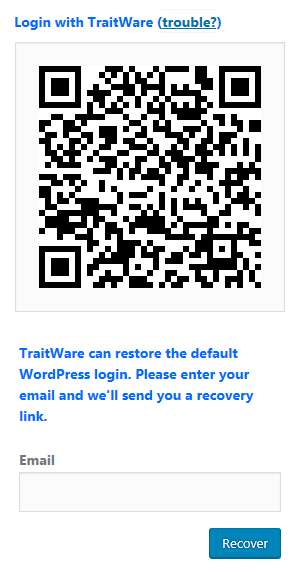 Login with TraitWare (trouble?)
TraitWare can restore the default
WordPress login. Please enter your
email and we'll send you a recovery
link.
Email
Recover